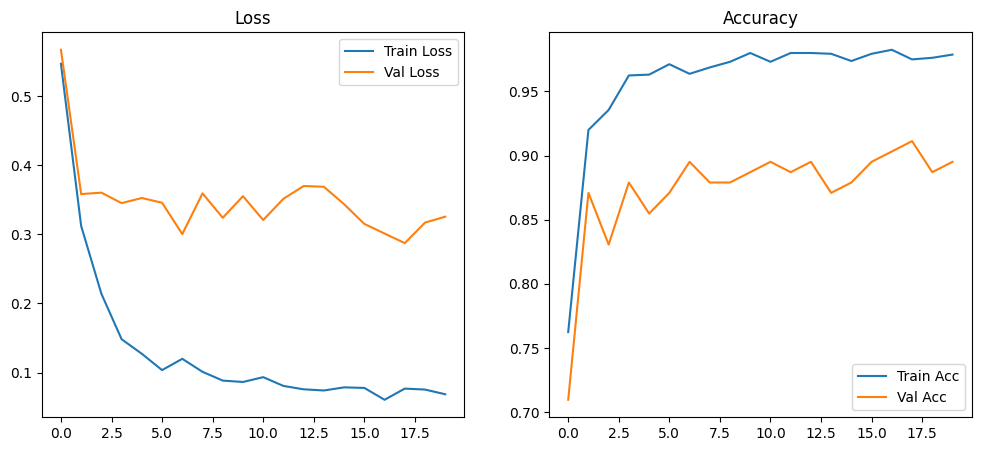 Loss
Train Loss
Val Loss
0.5
0.4
0.3
0.2
0.1
0.0 2.5 5.0 7.5 10.0 12.5 15.0 17.5
Accuracy
0.95
0.90
0.85
0.80
0.75
0.70
Train Acc
Val Acc
0.0 2.5 5.0 7.5 10.0 12.5 15.0 17.5